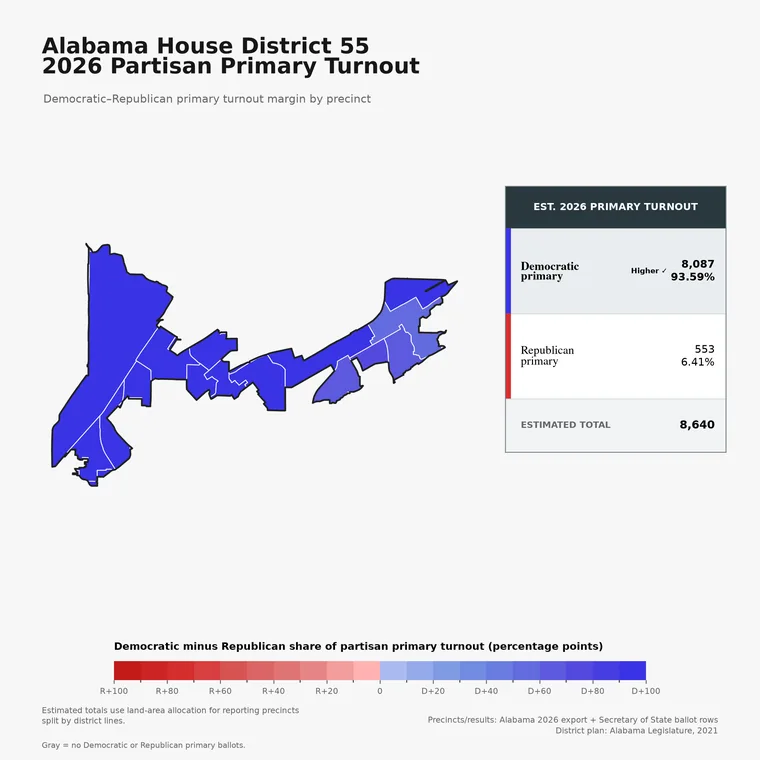 Alabama House District 55
2026 Partisan Primary Turnout
Democratic–Republican primary turnout margin by precinct
EST. 2026 PRIMARY TURNOUT
Democratic
primary
Higher ✓
8,087
93.59%
Republican
primary
553
6.41%
ESTIMATED TOTAL
8,640
Democratic minus Republican share of partisan primary turnout (percentage points)
R+100 R+80 R+60 R+40 R+20 0 D+20 D+40 D+60 D+80 D+100
Estimated totals use land-area allocation for reporting precincts
split by district lines.
Gray = no Democratic or Republican primary ballots.
Precincts/results: Alabama 2026 export + Secretary of State ballot rows
District plan: Alabama Legislature, 2021